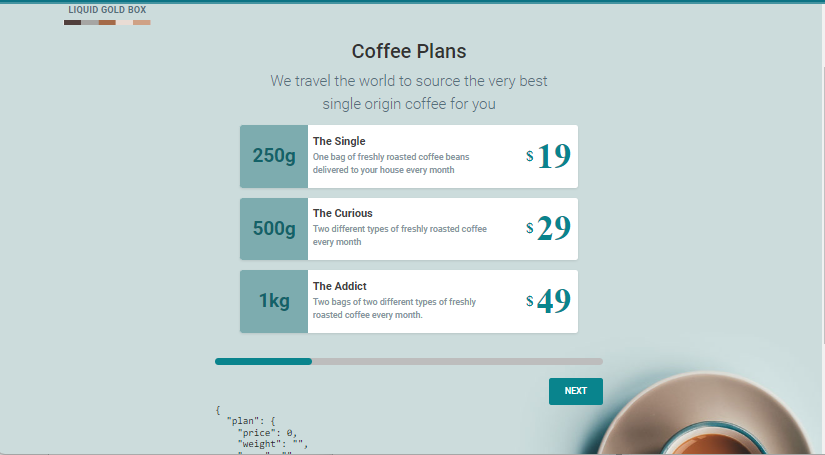 LIQUID GOLD BOX
Coffee Plans
We travel the world to source the very best
single origin coffee for you
250g
The Single
One bag of freshly roasted coffee beans
delivered to your house every month
$ 19
500g
The Curious
Two different types of freshly roasted coffee
every month
$ 29
1kg
The Addict
Two bags of two different types of freshly
roasted coffee every month.
$ 49
NEXT
{
"plan": {
"price": 0,
"weight": "",